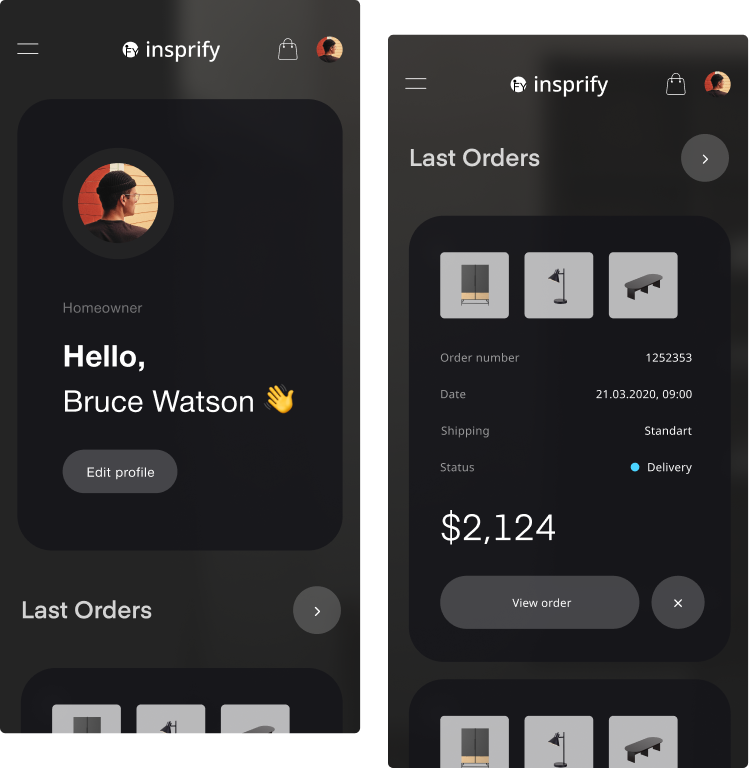 insprify
Homeowner
Hello,
Bruce Watson 👋
Edit profile
Last Orders
insprify
Last Orders
Order number 1252353
Date 21.03.2020, 09:00
Shipping Standart
Status Delivery
$2,124
View order